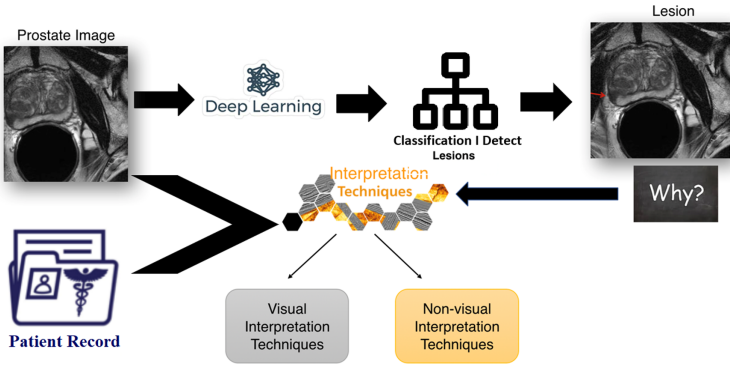 Prostate Image
Lesion
Deep Learning
Classification I Detect
Lesions
Interpretation
Techniques
Why?
Patient Record
Visual
Interpretation
Techniques
Non-visual
Interpretation
Techniques